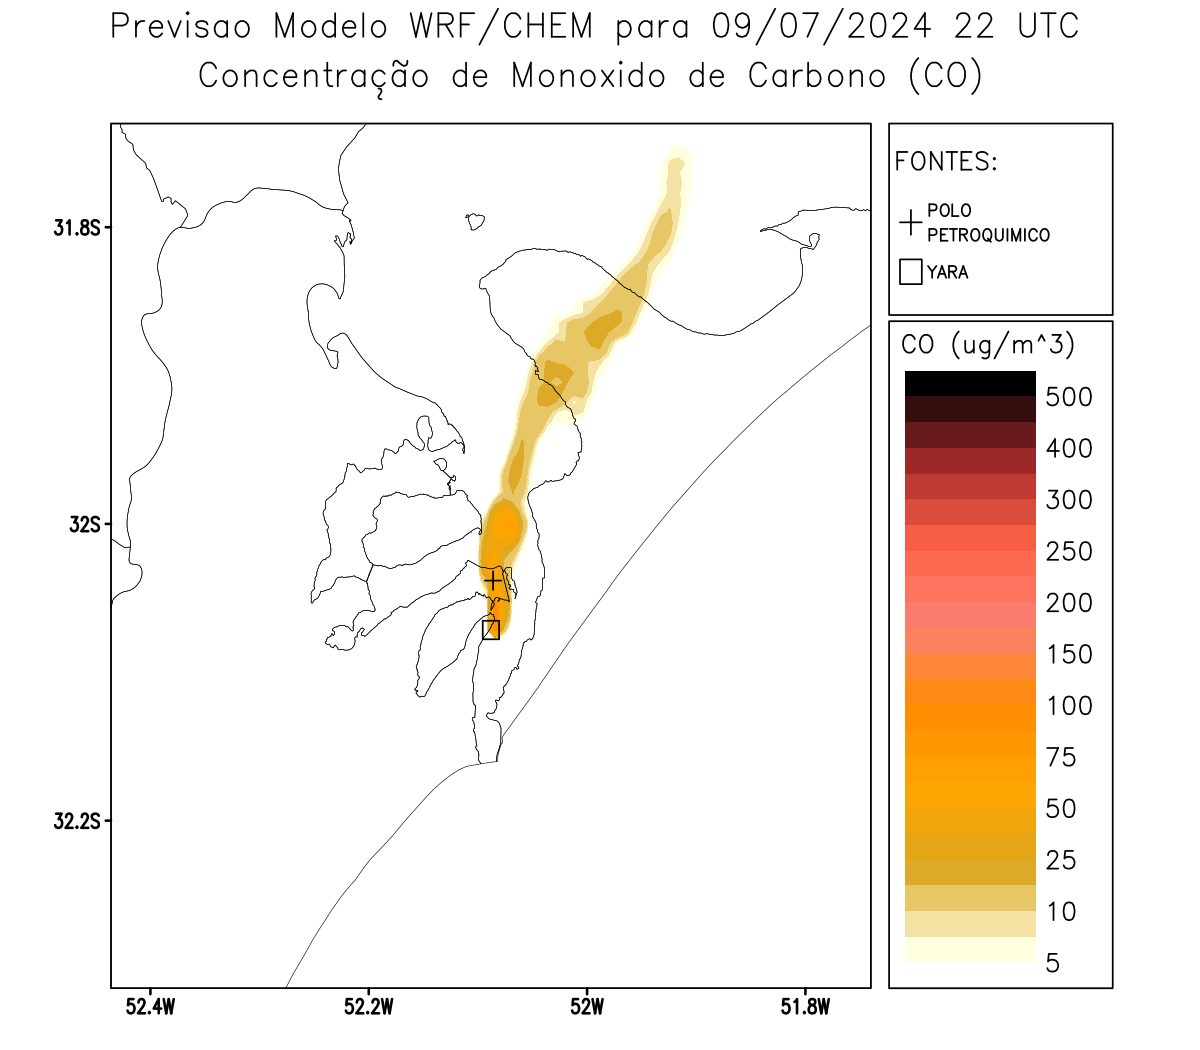 Previsao Modelo WRF/CHEM para 09/07/2024 22 UTC
Concentração de Monoxido de Carbono (CO)
FONTES:
POLO
PETROQUIMICO
YARA
CO (ug/m^3)
500
400
300
250
200
150
100
75
50
25
10
5
31.8S
32S
32.2S
52.4W
52.2W
52W
51.8W